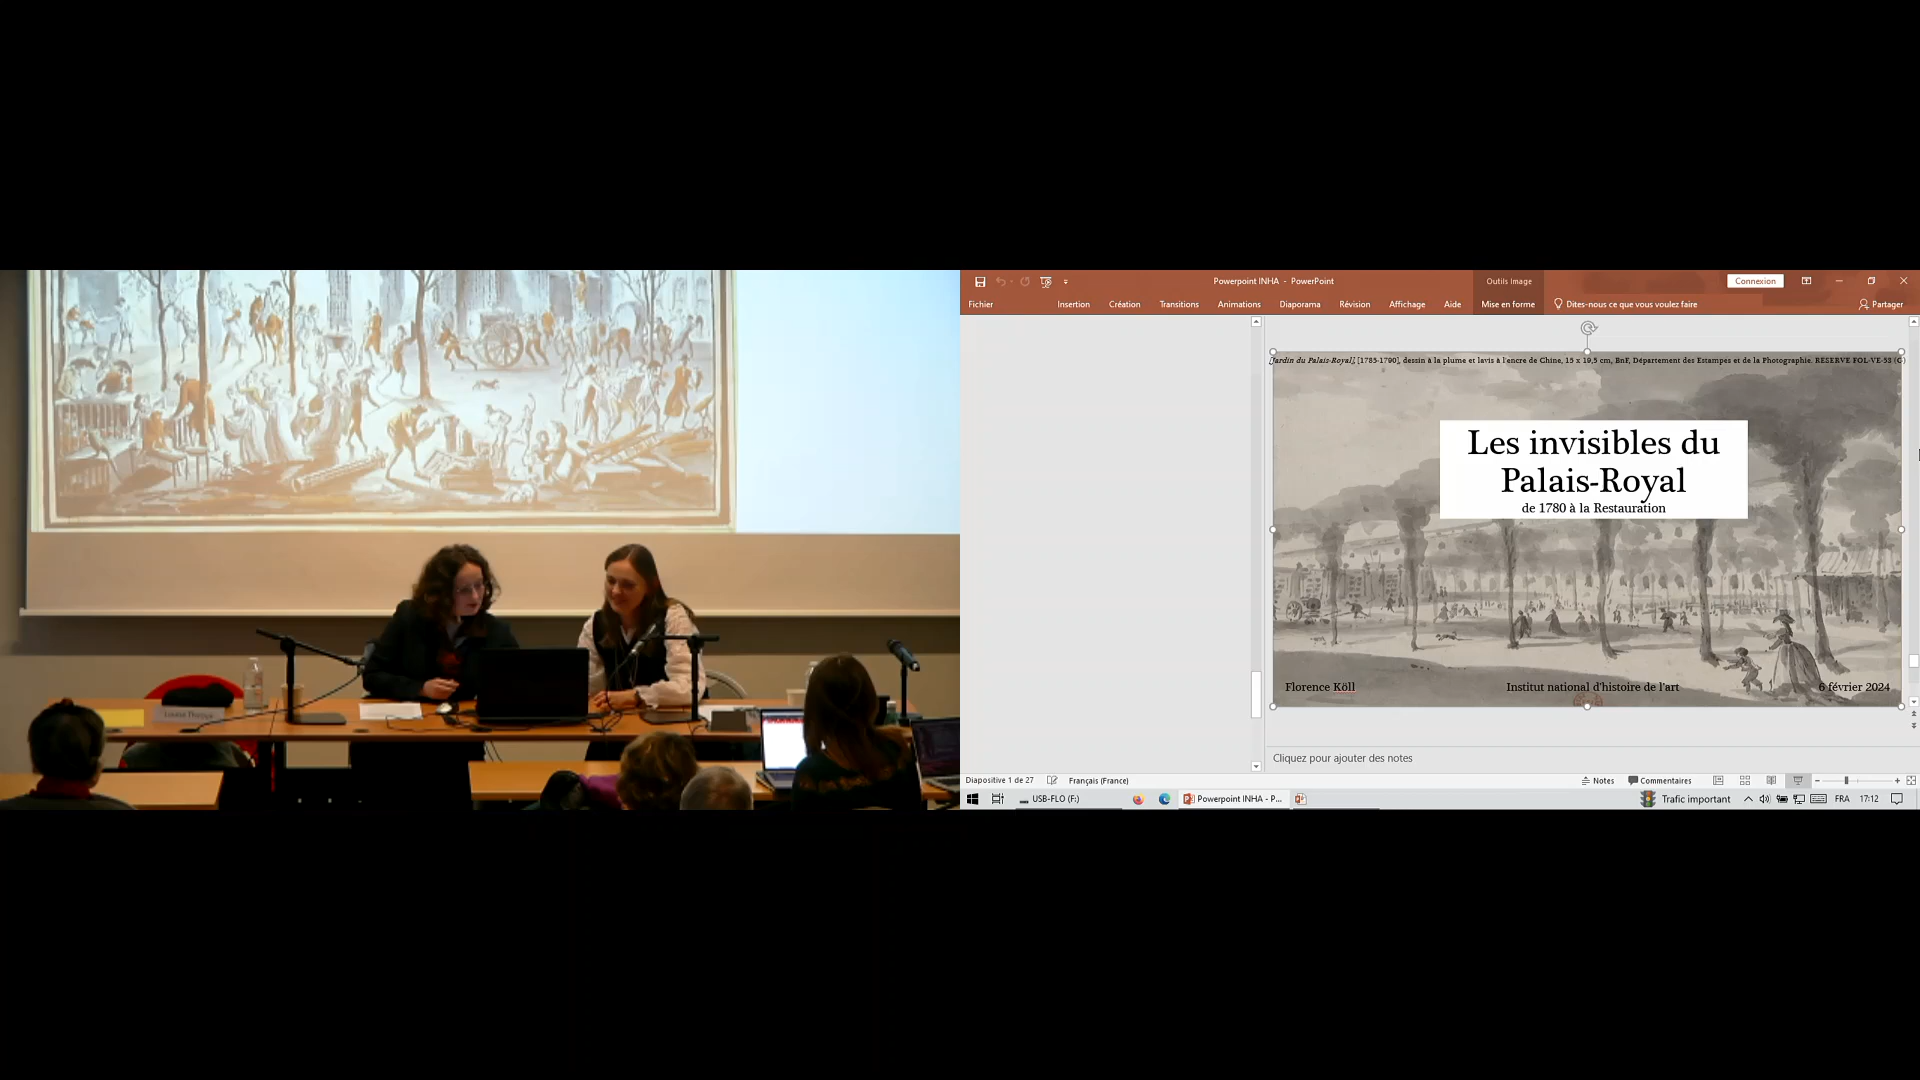 Powerpoint INHA - PowerPoint
Outils Image
Connexion
Fichier
Insertion
Création
Transitions
Animations
Diaporama
Révision
Affichage
Aide
Mise en forme
Dites-nous ce que vous voulez faire
Partager
[Jardin du Palais-Royal], [1785-1790], dessin à la plume et lavis à l'encre de Chine, 15 x 19,5 cm, BnF, Département des Estampes et de la Photographie. RESERVE FOL-VE-53 (G)
Les invisibles du
Palais-Royal
de 1780 à la Restauration
Florence Köll
Institut national d'histoire de l'art
6 février 2024
Cliquez pour ajouter des notes
Diapositive 1 de 27
Français (France)
Notes
Commentaires
USB-FLO (F:)
Powerpoint INHA - P...
Trafic important
FRA
17:12